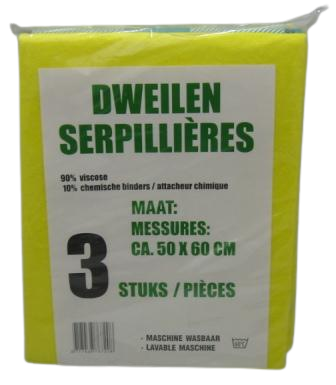 DWEILEN
SERPILLIÈRES
90% viscose
10% chemische binders / attacheur chimique
MAAT:
MESSURES:
CA. 50 X 60 CM
3
STUKS / PIÈCES
- MASCHINE WASBAAR
- LAVABLE MASCHINE